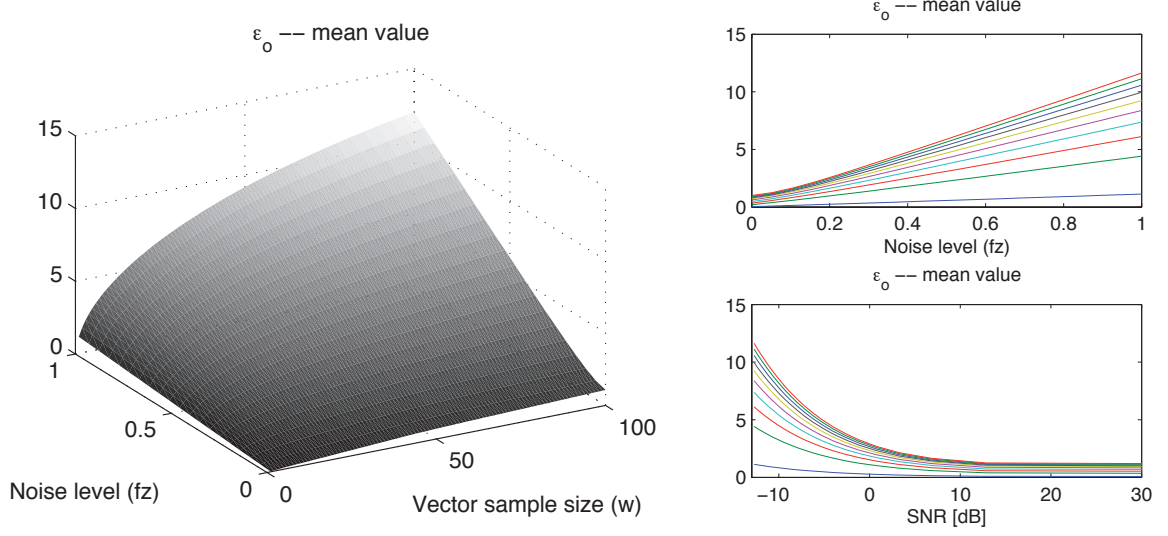 ε_o –– mean value
15
10
5
0
1
0.5
0
0
50
100
Noise level (fz)
Vector sample size (w)
ε_o –– mean value
15
10
5
0
0 0.2 0.4 0.6 0.8 1
Noise level (fz)
ε_o –– mean value
15
10
5
0
−10 0 10 20 30
SNR [dB]